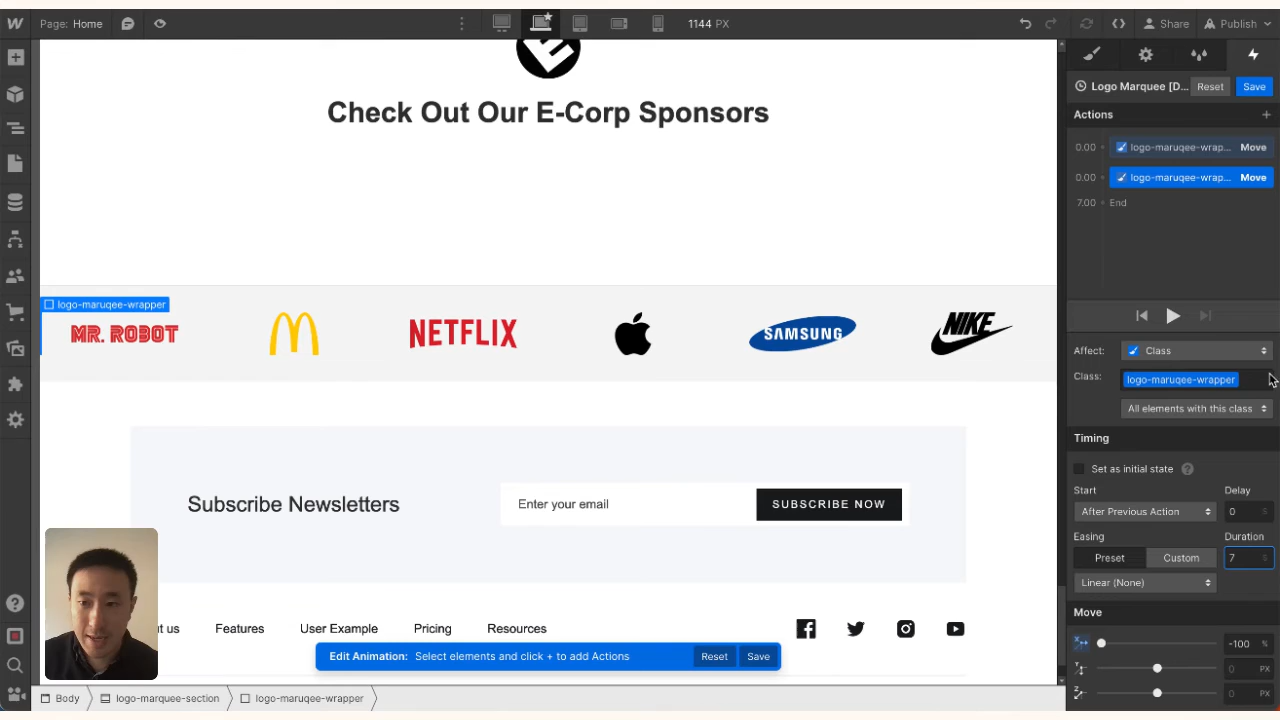 Page: Home
1144 PX
Share
Publish
Check Out Our E-Corp Sponsors
logo-maruqee-wrapper
MR. ROBOT
NETFLIX
SAMSUNG
NIKE
Subscribe Newsletters
Enter your email
SUBSCRIBE NOW
ut us
Features
User Example
Pricing
Resources
Edit Animation: Select elements and click + to add Actions
Reset
Save
Body
logo-marquee-section
logo-maruqee-wrapper
Logo Marquee [D...
Reset
Save
Actions
0.00
logo-maruqee-wrap...
Move
0.00
logo-maruqee-wrap...
Move
7.00
End
Affect:
Class
Class:
logo-maruqee-wrapper
All elements with this class
Timing
Set as initial state
Start
Delay
After Previous Action
0 S
Easing
Duration
Preset
Custom
7 S
Linear (None)
Move
-100 %
0 PX
0 PX